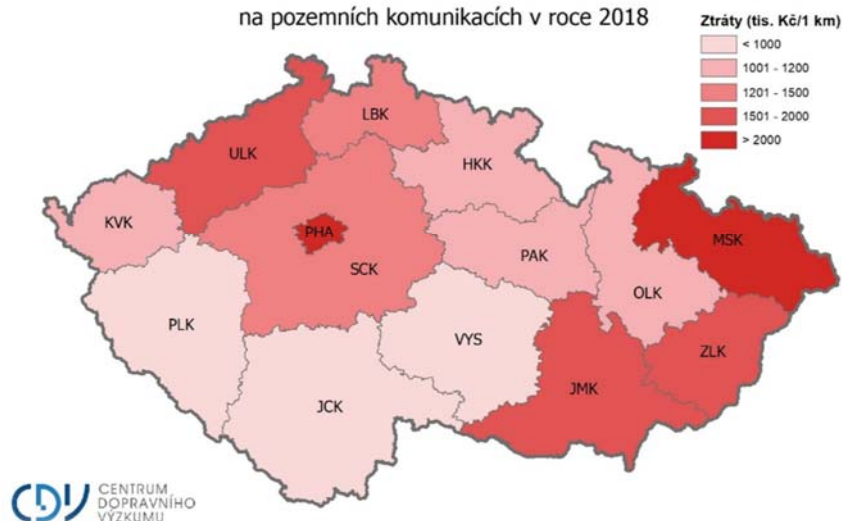 na pozemních komunikacích v roce 2018
Ztráty (tis. Kč/1 km)
< 1000
1001 - 1200
1201 - 1500
1501 - 2000
> 2000
LBK
ULK
HKK
KVK
PHA
MSK
PAK
SCK
OLK
PLK
VYS
ZLK
JMK
JCK
CDV
CENTRUM
DOPRAVNÍHO
VÝZKUMU